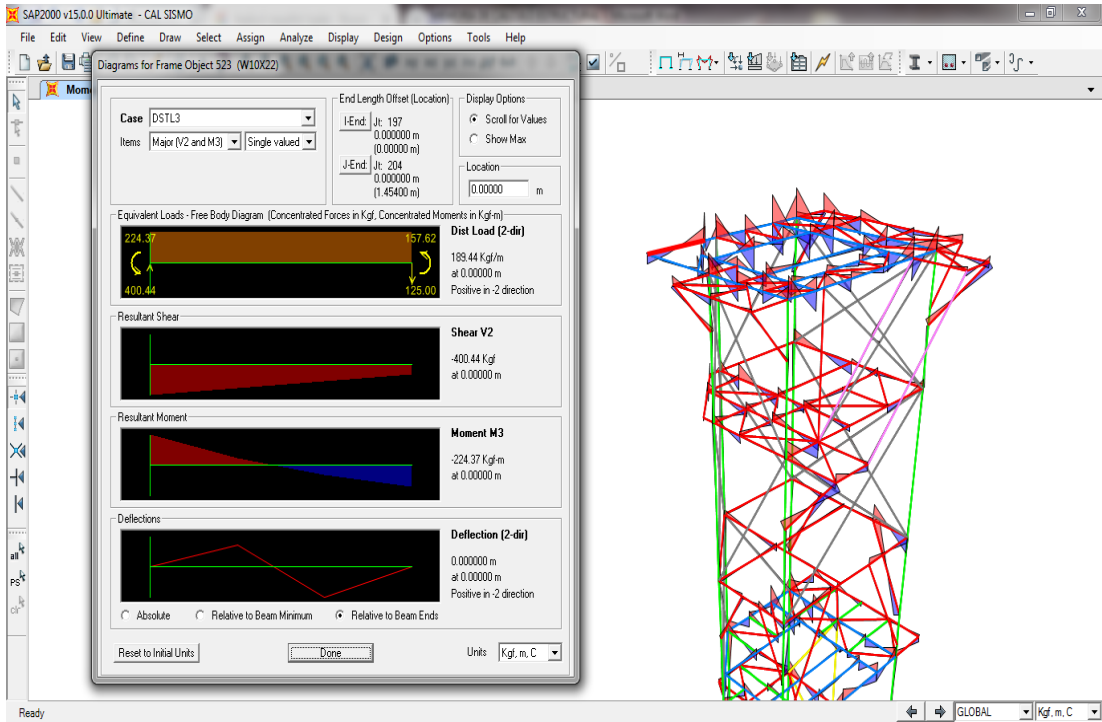 SAP2000 v15.0.0 Ultimate - CAL SISMO
File Edit View Define Draw Select Assign Analyze Display Design Options Tools Help
Diagrams for Frame Object 523 (W10X22)
Case DSTL3
Items Major (V2 and M3) Single valued
End Length Offset (Location)
I-End: Jt: 197
0.000000 m
(0.00000 m)
J-End: Jt: 204
0.000000 m
(1.45400 m)
Display Options
Scroll for Values
Show Max
Location
0.00000 m
Equivalent Loads - Free Body Diagram (Concentrated Forces in Kgf, Concentrated Moments in Kgf-m)
224.37 157.62
400.44 125.00
Dist Load (2-dir)
189.44 Kgf/m
at 0.00000 m
Positive in -2 direction
Resultant Shear
Shear V2
-400.44 Kgf
at 0.00000 m
Resultant Moment
Moment M3
-224.37 Kgf-m
at 0.00000 m
Deflections
Deflection (2-dir)
0.000000 m
at 0.00000 m
Positive in -2 direction
Absolute Relative to Beam Minimum Relative to Beam Ends
Reset to Initial Units Done Units Kgf, m, C
all
PS
clr
Ready GLOBAL Kgf, m, C